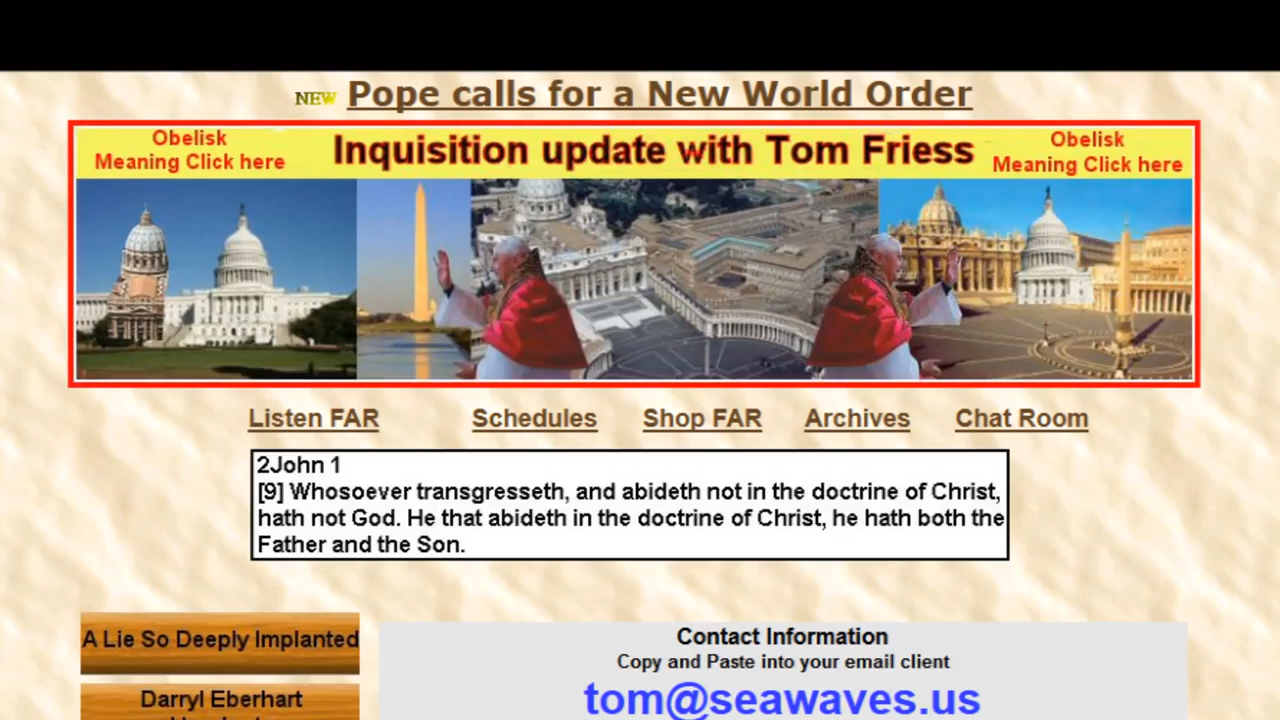 NEW Pope calls for a New World Order
Obelisk
Meaning Click here
Inquisition update with Tom Friess
Obelisk
Meaning Click here
Listen FAR Schedules Shop FAR Archives Chat Room
2John 1
[9] Whosoever transgresseth, and abideth not in the doctrine of Christ,
hath not God. He that abideth in the doctrine of Christ, he hath both the
Father and the Son.
A Lie So Deeply Implanted
Darryl Eberhart
Contact Information
Copy and Paste into your email client
tom@seawaves.us